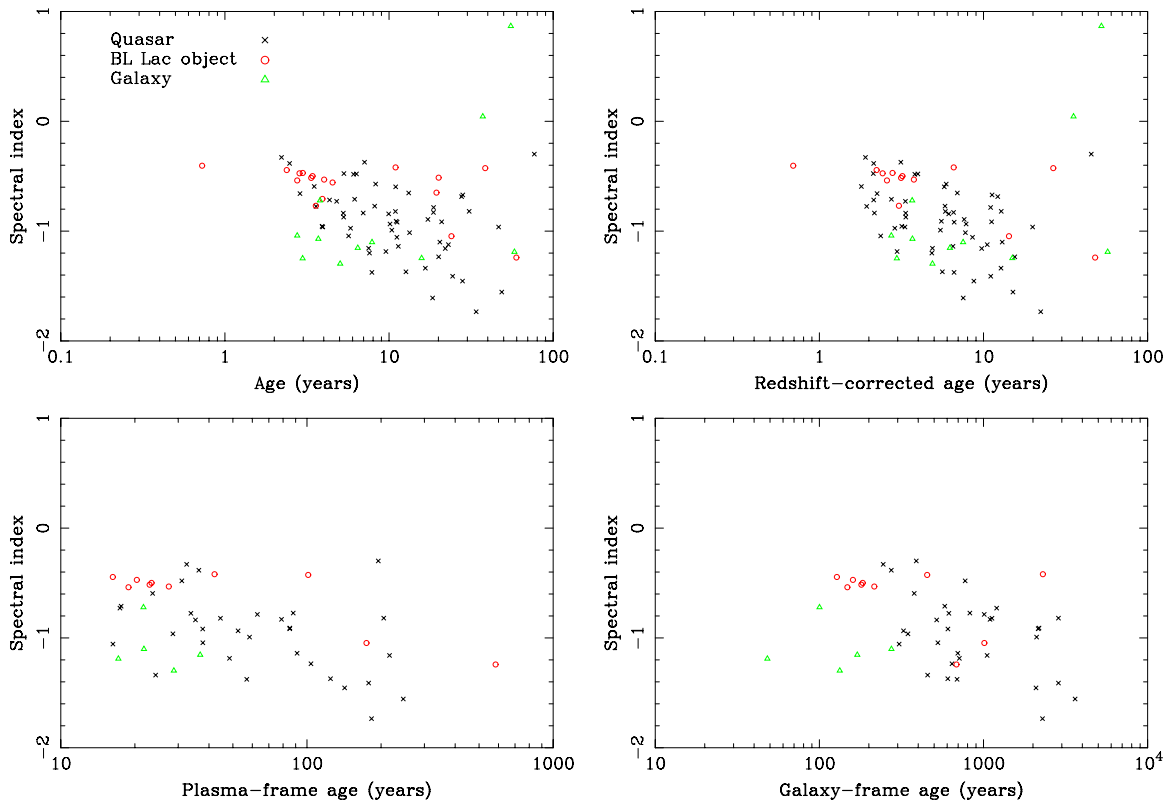 Quasar
BL Lac object
Galaxy
1
0
-1
-2
Spectral index
0.1 1 10 100
Age (years)
1
0
-1
-2
Spectral index
0.1 1 10 100
Redshift-corrected age (years)
1
0
-1
-2
Spectral index
10 100 1000
Plasma-frame age (years)
1
0
-1
-2
Spectral index
10 100 1000 10⁴
Galaxy-frame age (years)